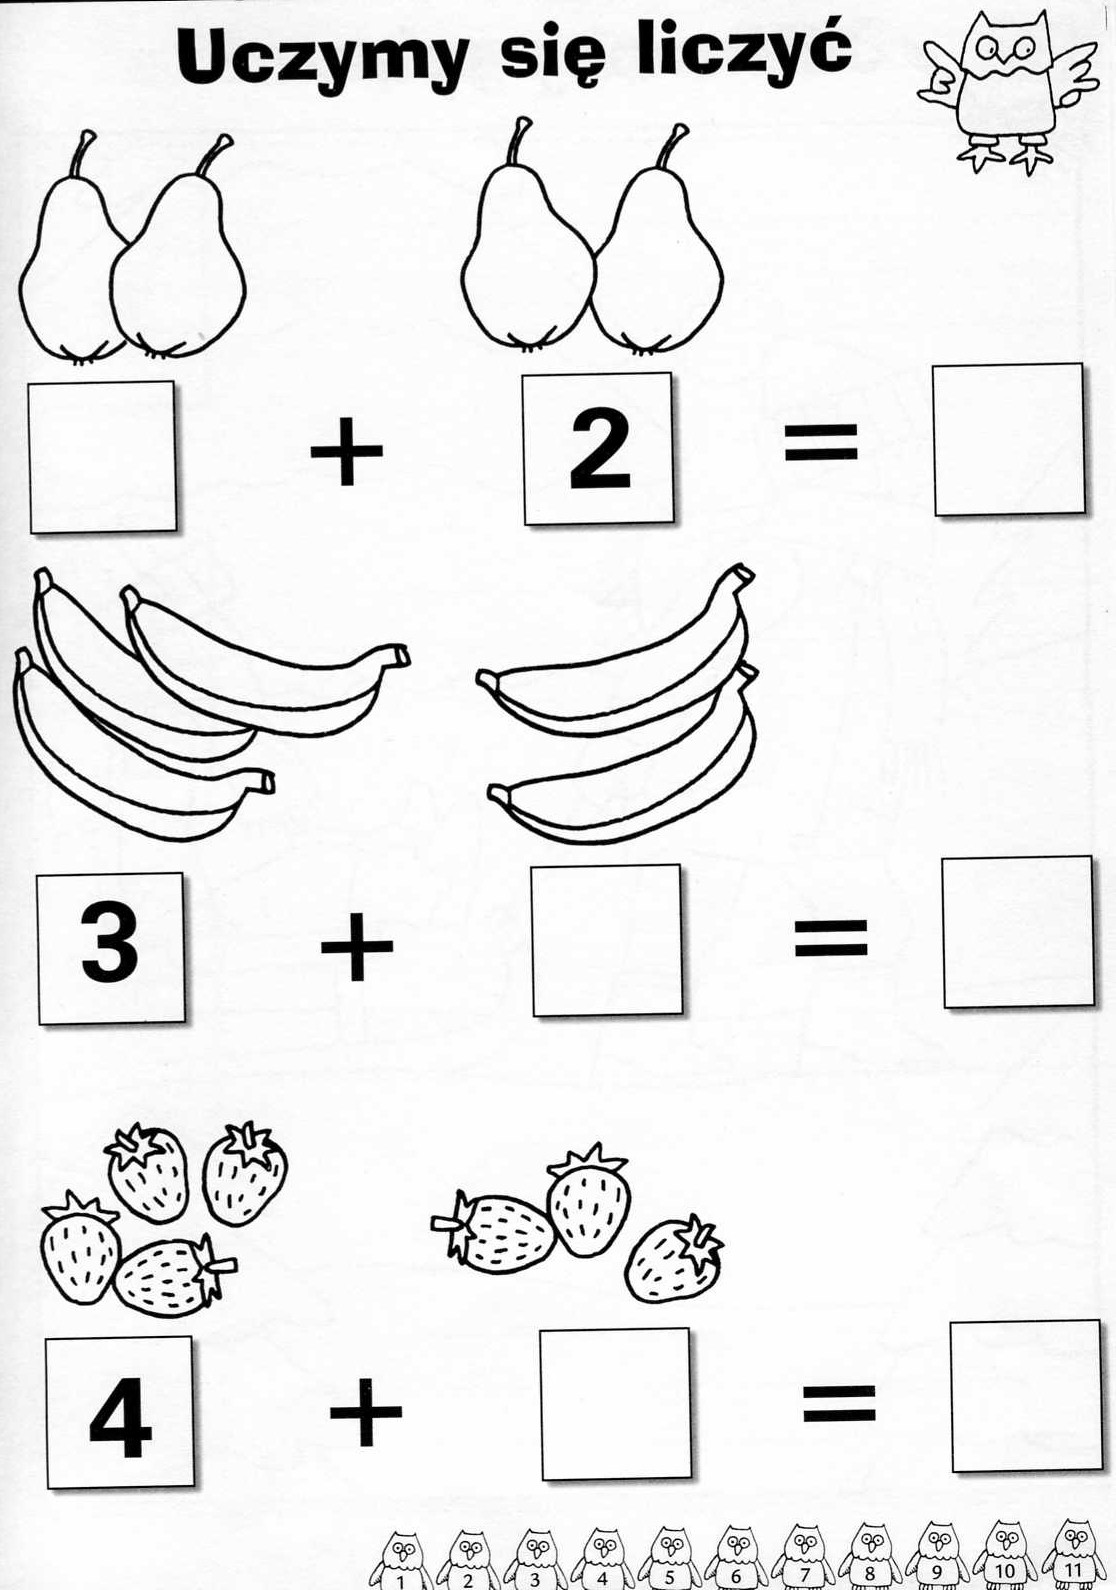 Uczymy się liczyć
+ 2 =
3 + =
4 + =
1 2 3 4 5 6 7 8 9 10 11